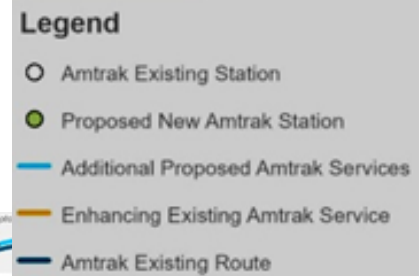 Legend
Amtrak Existing Station
Proposed New Amtrak Station
Additional Proposed Amtrak Services
Enhancing Existing Amtrak Service
Amtrak Existing Route